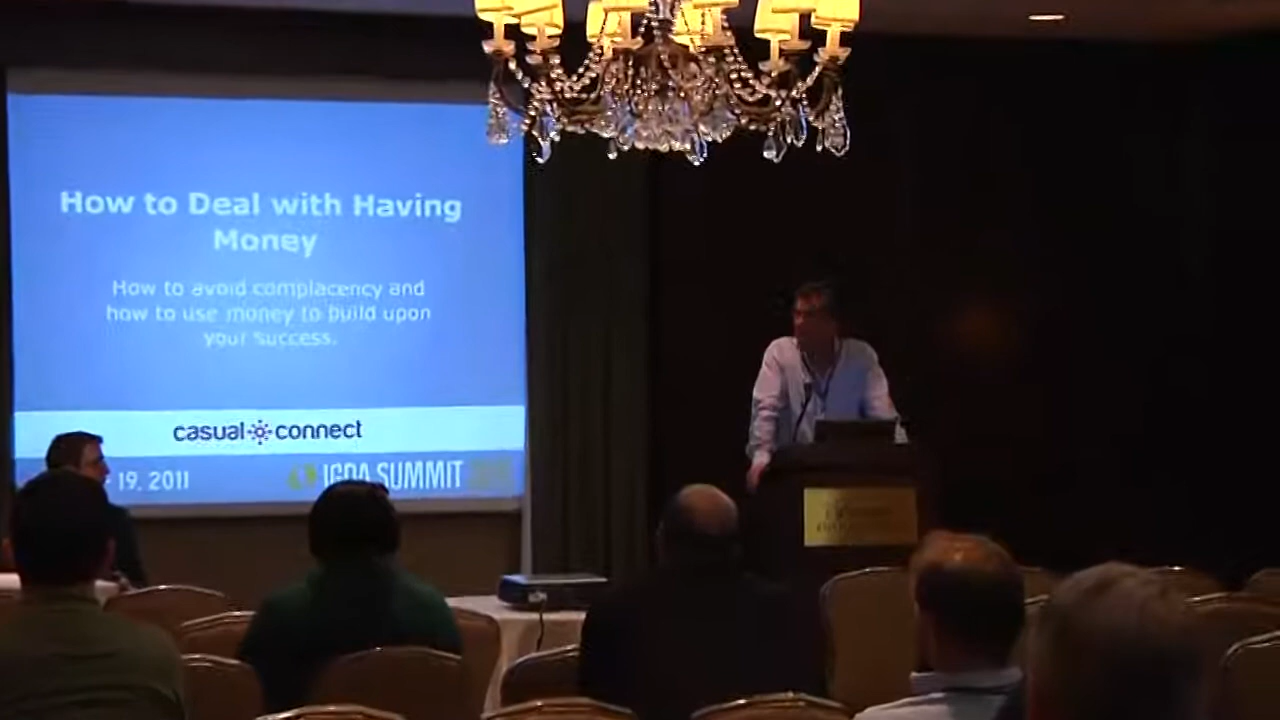 How to Deal with Having
Money
How to avoid complacency and
how to use money to build upon
your success.
casual connect
19, 2011
IGDA SUMMIT